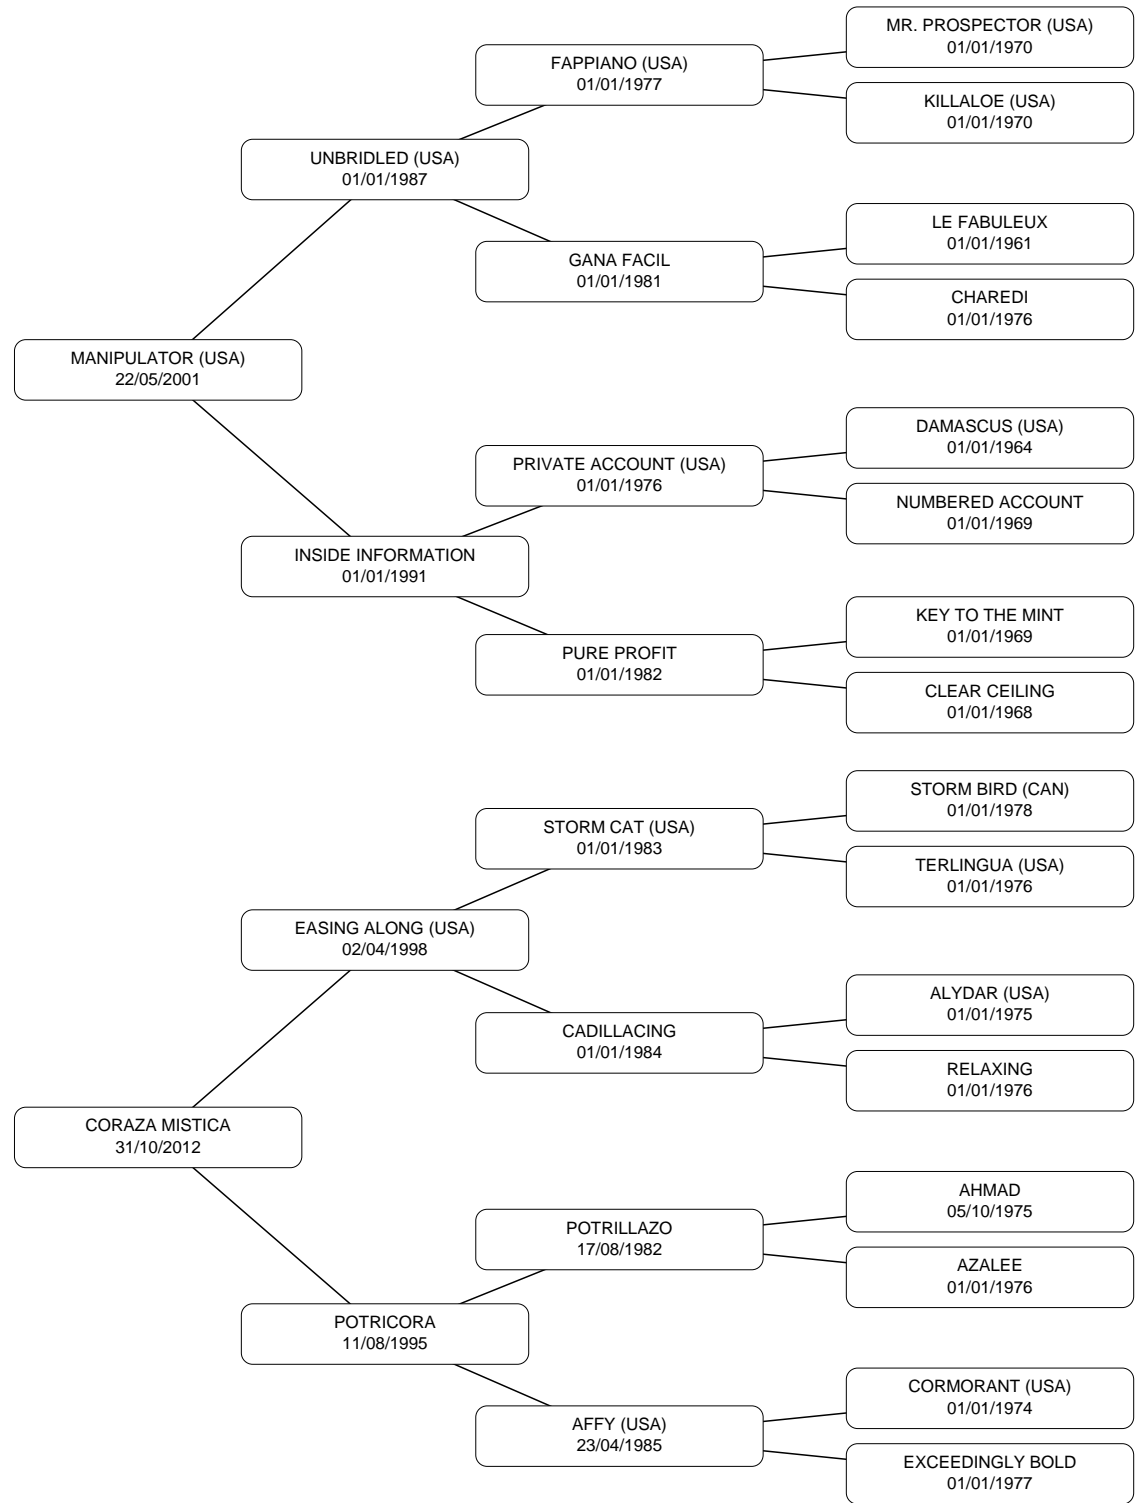 MR. PROSPECTOR (USA)
01/01/1970
FAPPIANO (USA)
01/01/1977
KILLALOE (USA)
01/01/1970
UNBRIDLED (USA)
01/01/1987
LE FABULEUX
01/01/1961
GANA FACIL
01/01/1981
CHAREDI
01/01/1976
MANIPULATOR (USA)
22/05/2001
DAMASCUS (USA)
01/01/1964
PRIVATE ACCOUNT (USA)
01/01/1976
NUMBERED ACCOUNT
01/01/1969
INSIDE INFORMATION
01/01/1991
KEY TO THE MINT
01/01/1969
PURE PROFIT
01/01/1982
CLEAR CEILING
01/01/1968
STORM BIRD (CAN)
01/01/1978
STORM CAT (USA)
01/01/1983
TERLINGUA (USA)
01/01/1976
EASING ALONG (USA)
02/04/1998
ALYDAR (USA)
01/01/1975
CADILLACING
01/01/1984
RELAXING
01/01/1976
CORAZA MISTICA
31/10/2012
AHMAD
05/10/1975
POTRILLAZO
17/08/1982
AZALEE
01/01/1976
POTRICORA
11/08/1995
CORMORANT (USA)
01/01/1974
AFFY (USA)
23/04/1985
EXCEEDINGLY BOLD
01/01/1977